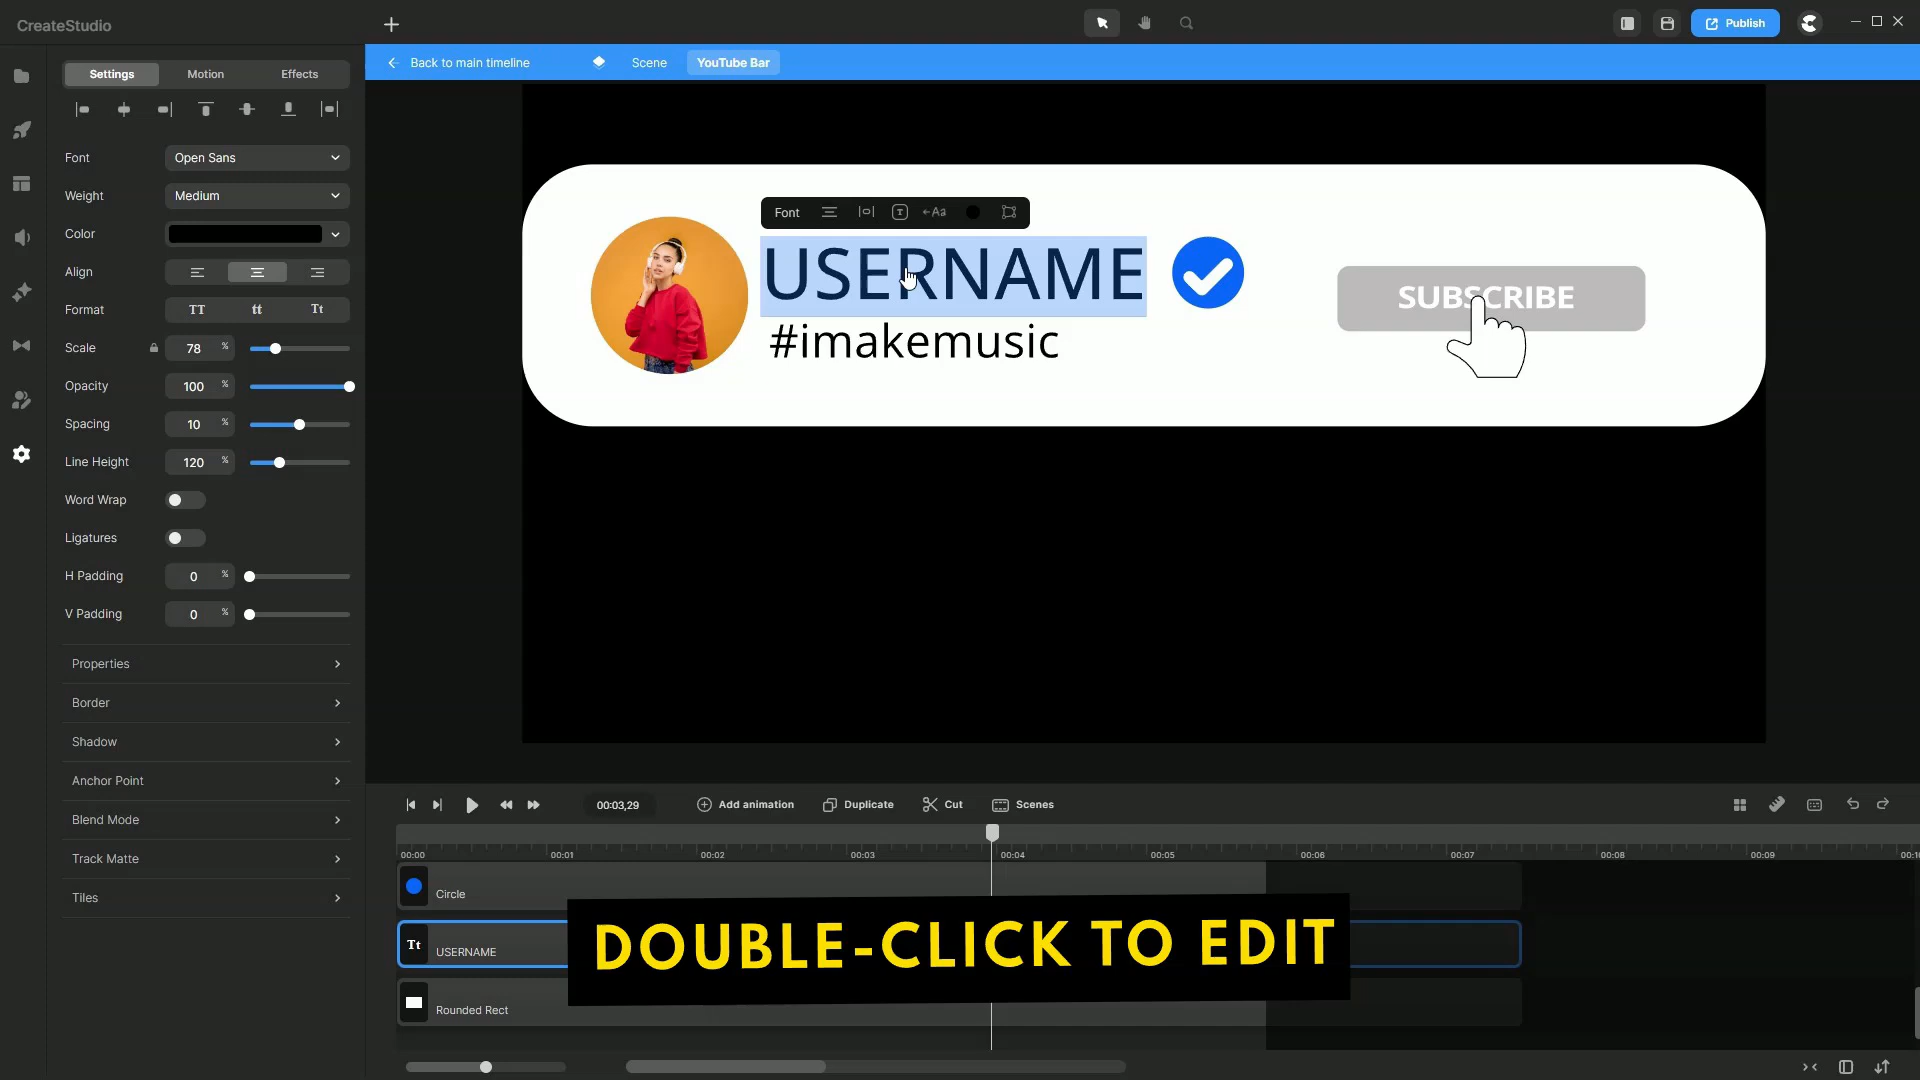 CreateStudio
Publish
Back to main timeline
Scene
YouTube Bar
Settings
Motion
Effects
Font
Open Sans
Weight
Medium
Color
Align
Format
TT
tt
Tt
Scale
78 %
Opacity
100 %
Spacing
10 %
Line Height
120 %
Word Wrap
Ligatures
H Padding
0 %
V Padding
0 %
Properties
Border
Shadow
Anchor Point
Blend Mode
Track Matte
Tiles
Font
T
Aa
USERNAME
#imakemusic
SUBSCRIBE
00:03,29
Add animation
Duplicate
Cut
Scenes
00:00
00:01
00:02
00:03
00:04
00:05
00:06
00:07
00:08
00:09
Circle
Tt
USERNAME
Rounded Rect
DOUBLE-CLICK TO EDIT